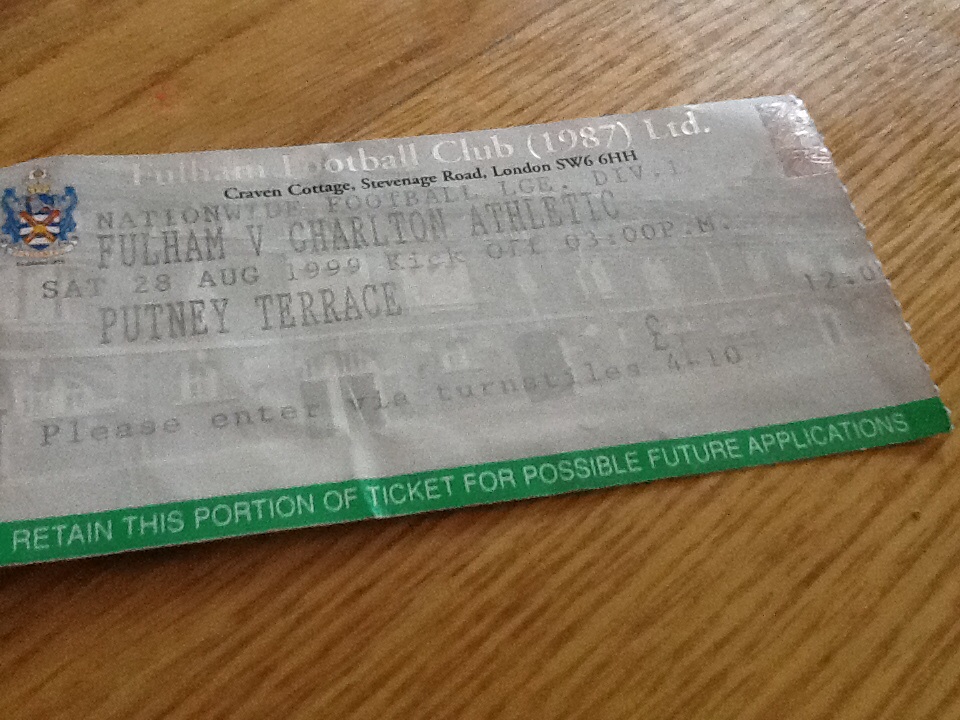 Fulham Football Club (1987) Ltd.
Craven Cottage, Stevenage Road, London SW6 6HH
NATIONWIDE FOOTBALL LGE. DIV.1
FULHAM V CHARLTON ATHLETIC
SAT 28 AUG 1999 Kick Off 03:00P.M.
PUTNEY TERRACE
£
Please enter via turnstiles 4-10
RETAIN THIS PORTION OF TICKET FOR POSSIBLE FUTURE APPLICATIONS